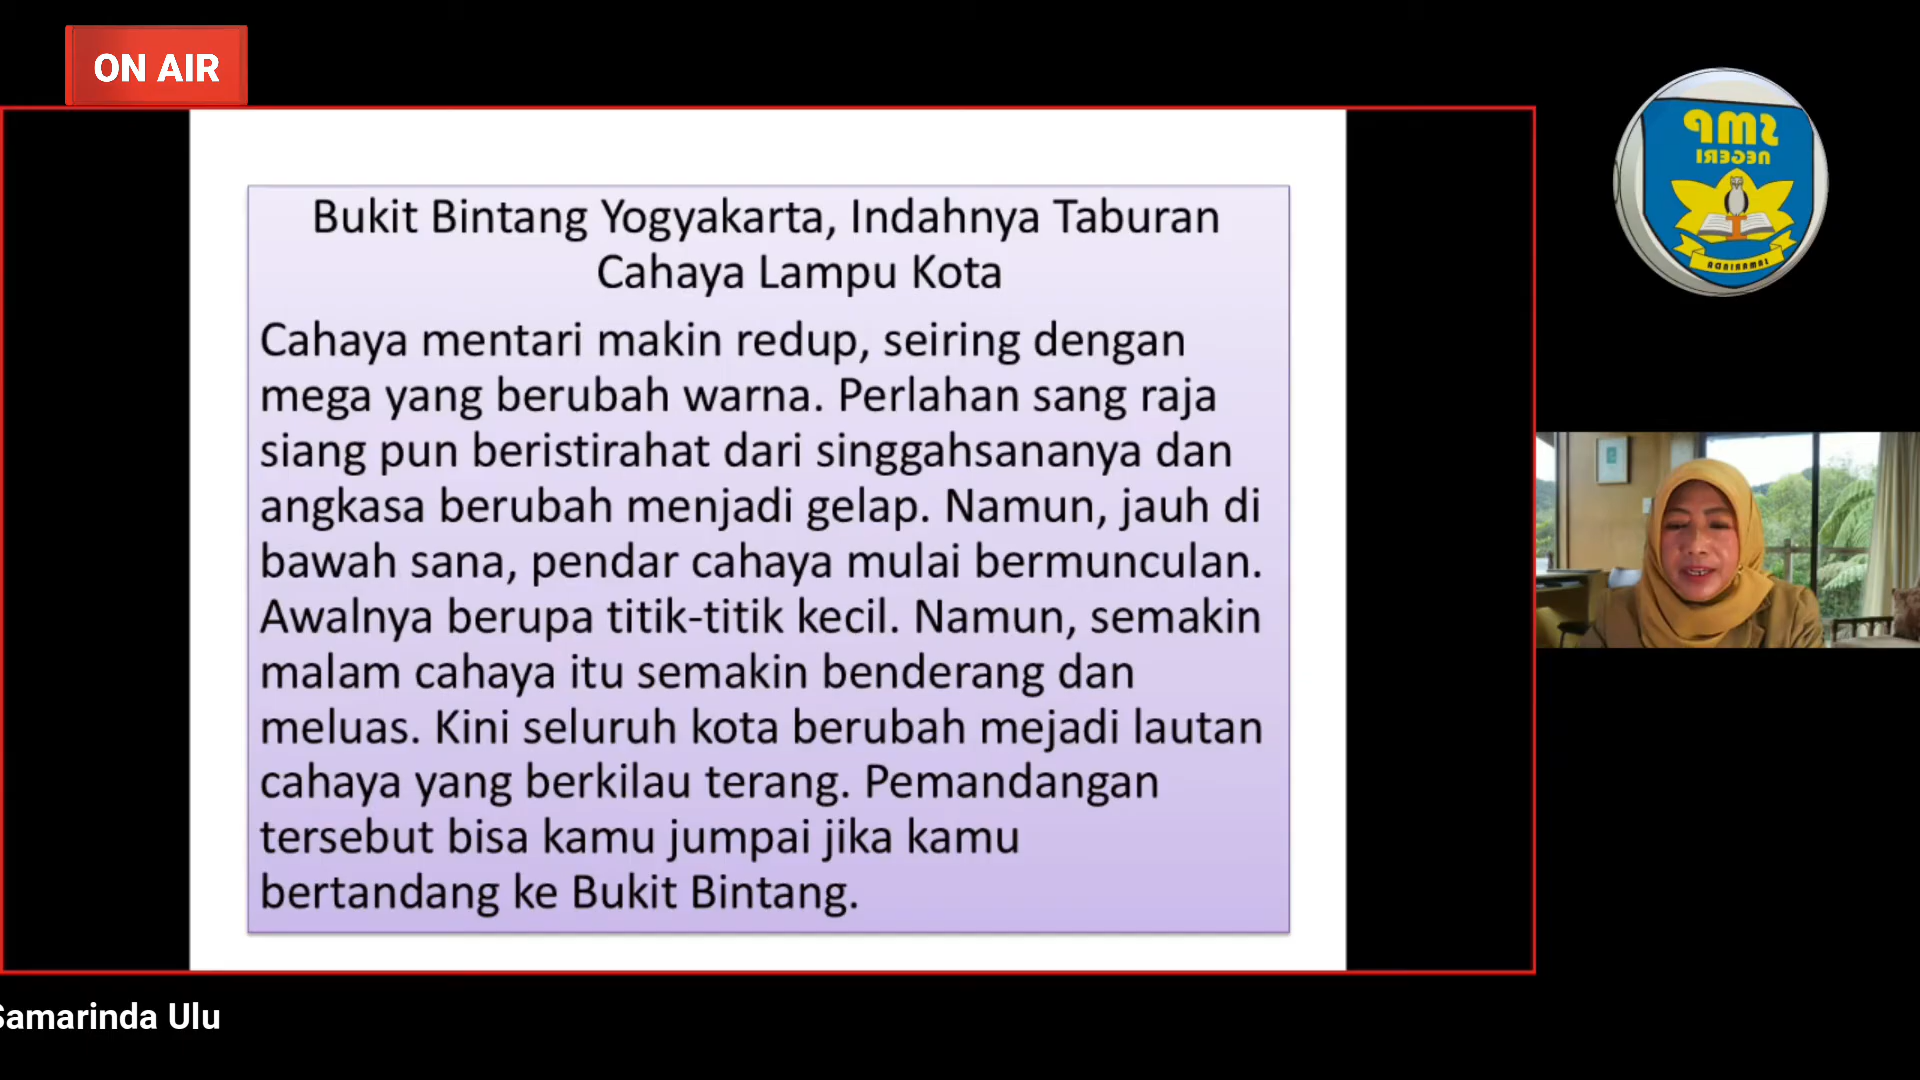 ON AIR
SMP
NEGERI
SAMARINDA
Bukit Bintang Yogyakarta, Indahnya Taburan
Cahaya Lampu Kota
Cahaya mentari makin redup, seiring dengan
mega yang berubah warna. Perlahan sang raja
siang pun beristirahat dari singgahsananya dan
angkasa berubah menjadi gelap. Namun, jauh di
bawah sana, pendar cahaya mulai bermunculan.
Awalnya berupa titik-titik kecil. Namun, semakin
malam cahaya itu semakin benderang dan
meluas. Kini seluruh kota berubah mejadi lautan
cahaya yang berkilau terang. Pemandangan
tersebut bisa kamu jumpai jika kamu
bertandang ke Bukit Bintang.
Samarinda Ulu